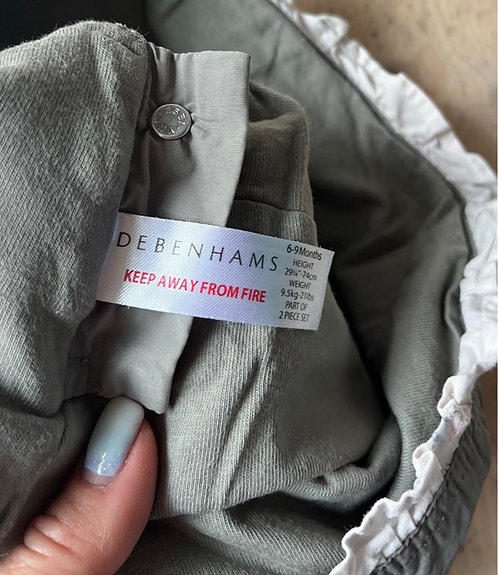 DEBENHAMS
KEEP AWAY FROM FIRE
6-9Months
HEIGHT
29¼"-74cm
WEIGHT
9.5kg-21lbs
PART OF
2 PIECE SET